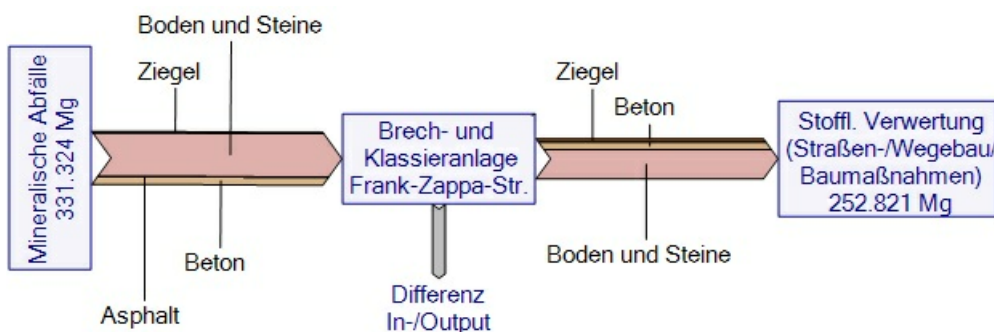 Boden und Steine
Ziegel
Mineralische Abfälle
331.324 Mg
Asphalt
Beton
Brech- und
Klassieranlage
Frank-Zappa-Str.
Differenz
In-/Output
Ziegel
Beton
Boden und Steine
Stoffl. Verwertung
(Straßen-/Wegebau/
Baumaßnahmen)
252.821 Mg